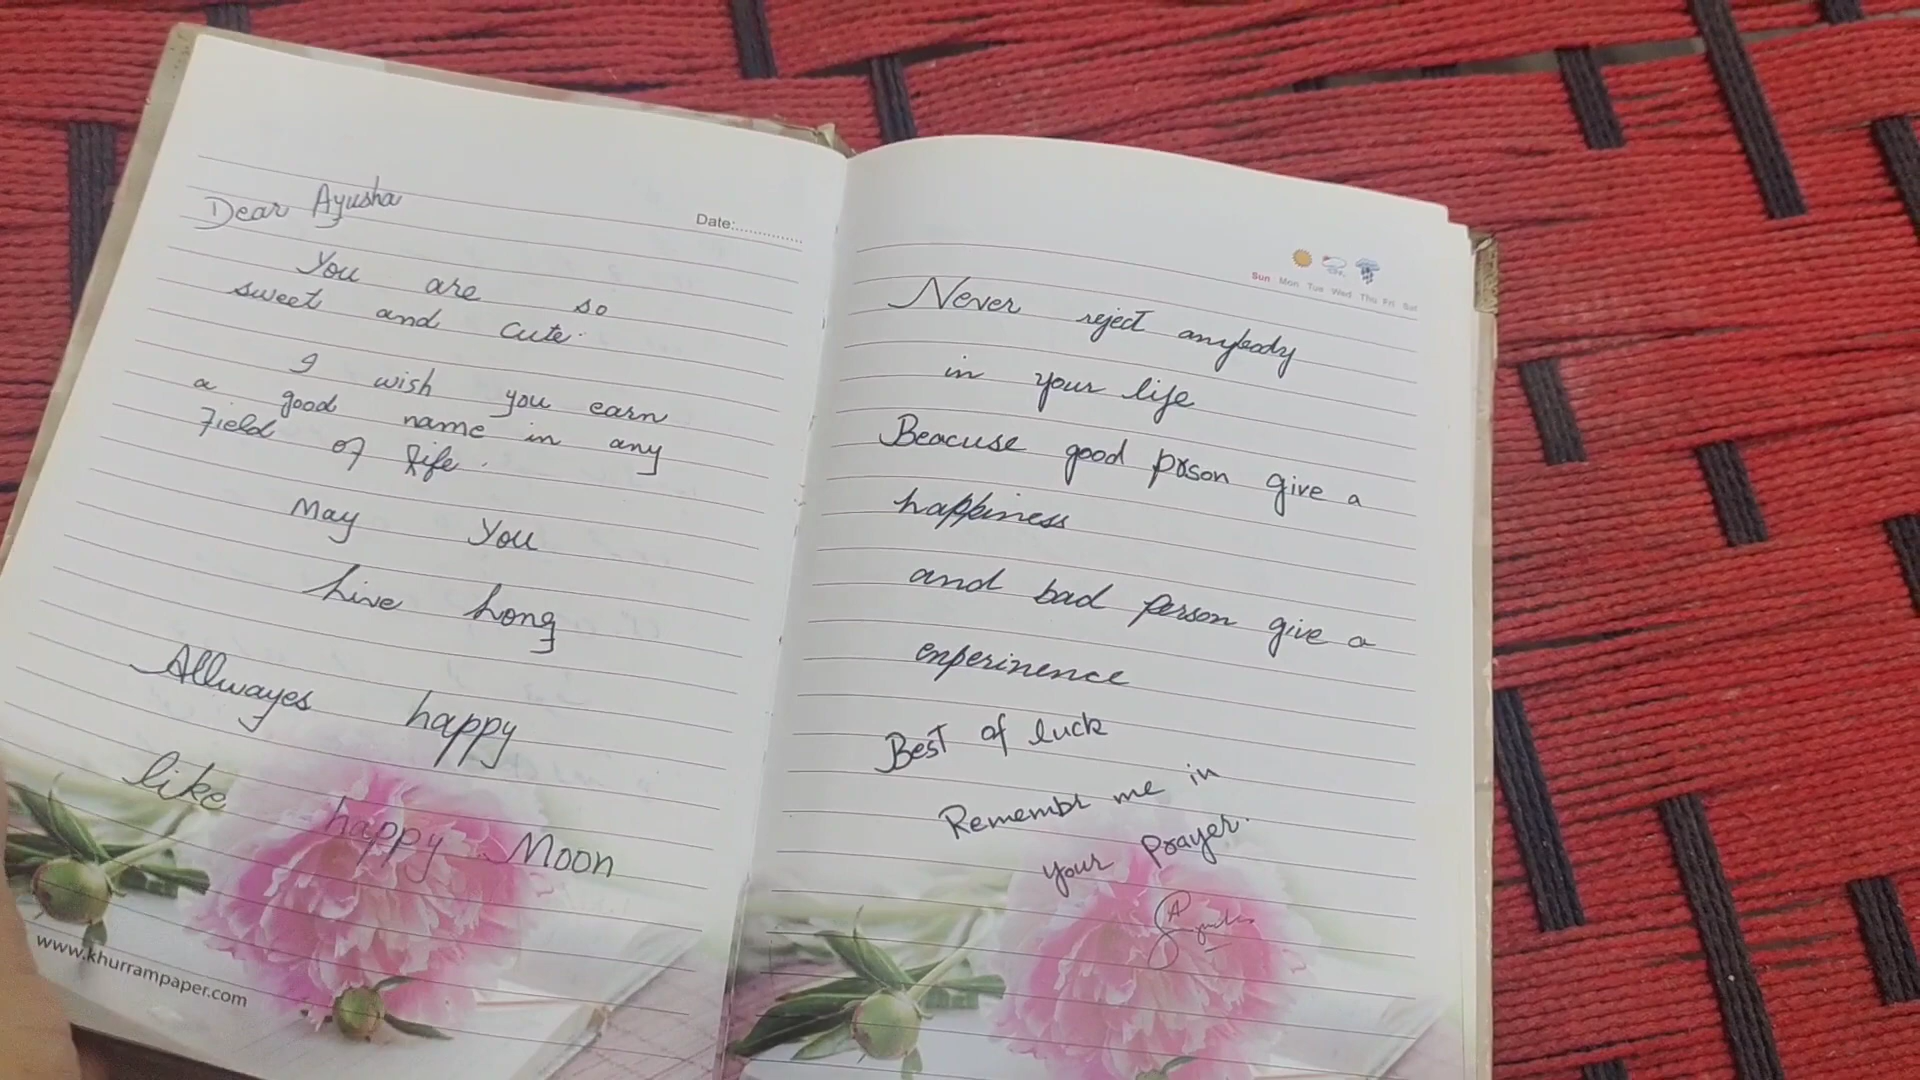 Dear Ayusha
Date:...............
You are so
sweet and cute.
I wish you earn
a good name in any
Field of Life.
May You
Live Long
Allwayes happy
like happy Moon
www.khurrampaper.com
Sun Mon Tue Wed Thu Fri Sat
Never reject anybody
in your life
Beacuse good prson give a
happiness
and bad person give a
enperinence
Best of luck
Remembr me in
your prayer.